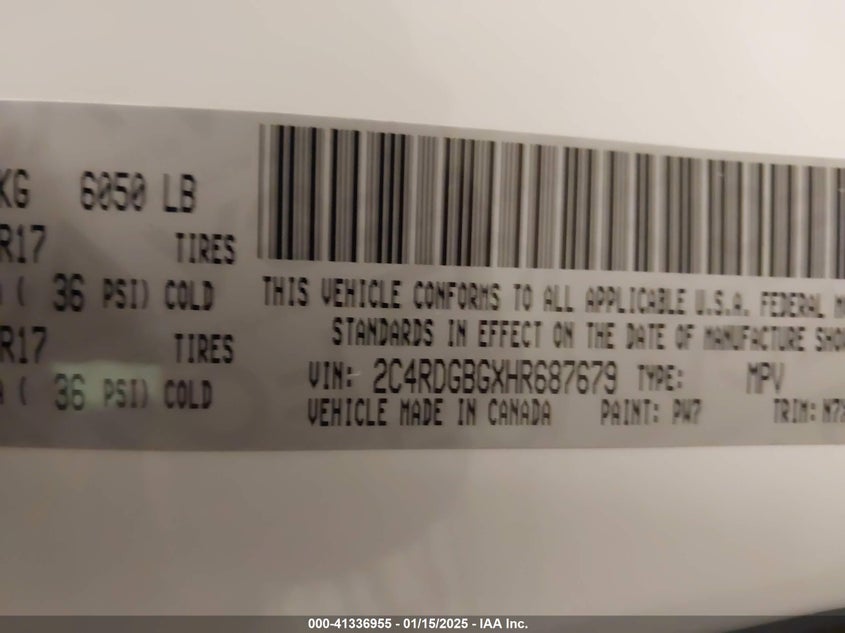 KG 6050 LB
R17 TIRES
( 36 PSI) COLD
R17 TIRES
( 36 PSI) COLD
THIS VEHICLE CONFORMS TO ALL APPLICABLE U.S.A. FEDERAL
STANDARDS IN EFFECT ON THE DATE OF MANUFACTURE
VIN: 2C4RDGBGXHR687679 TYPE: MPV
VEHICLE MADE IN CANADA PAINT: PW7 TRIM:
000-41336955 - 01/15/2025 - IAA Inc.